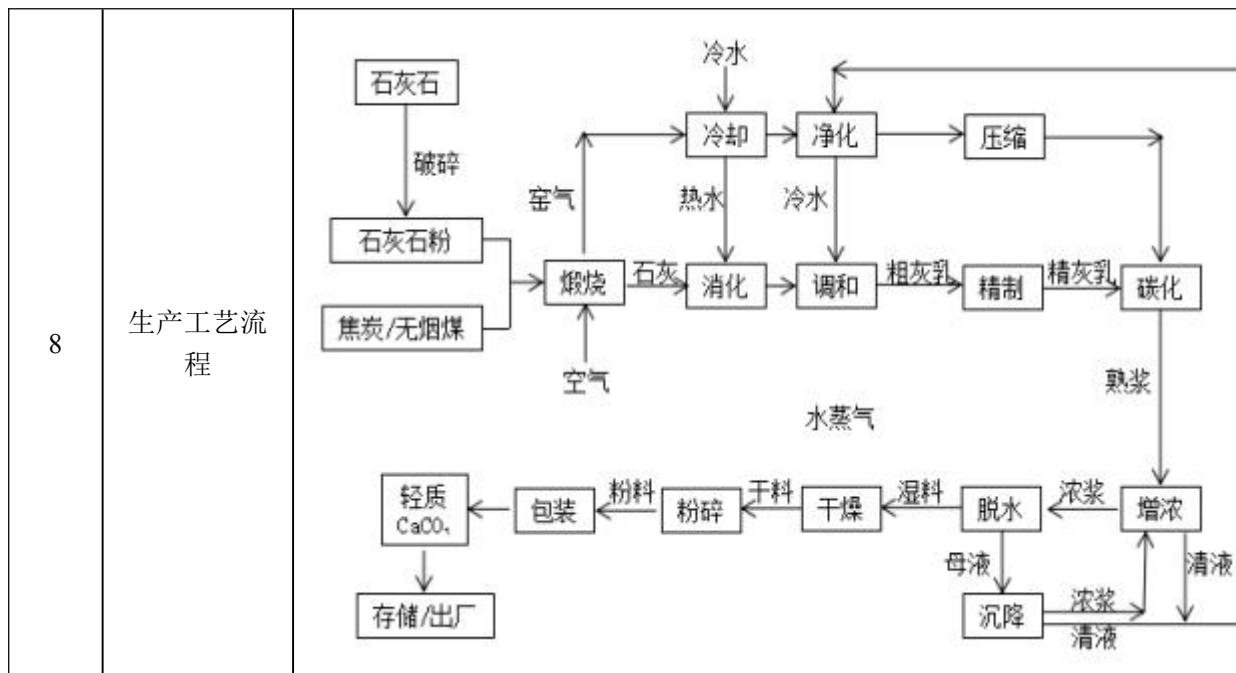 8
生产工艺流
程
冷水
石灰石
冷却
净化
压缩
破碎
窑气
热水
冷水
石灰石粉
煅烧
石灰
消化
调和
粗灰乳
精制
精灰乳
碳化
焦炭/无烟煤
空气
熟浆
水蒸气
轻质
CaCO₃
包装
粉料
粉碎
干料
干燥
湿料
脱水
浓浆
增浓
母液
清液
存储/出厂
沉降
浓浆
清液